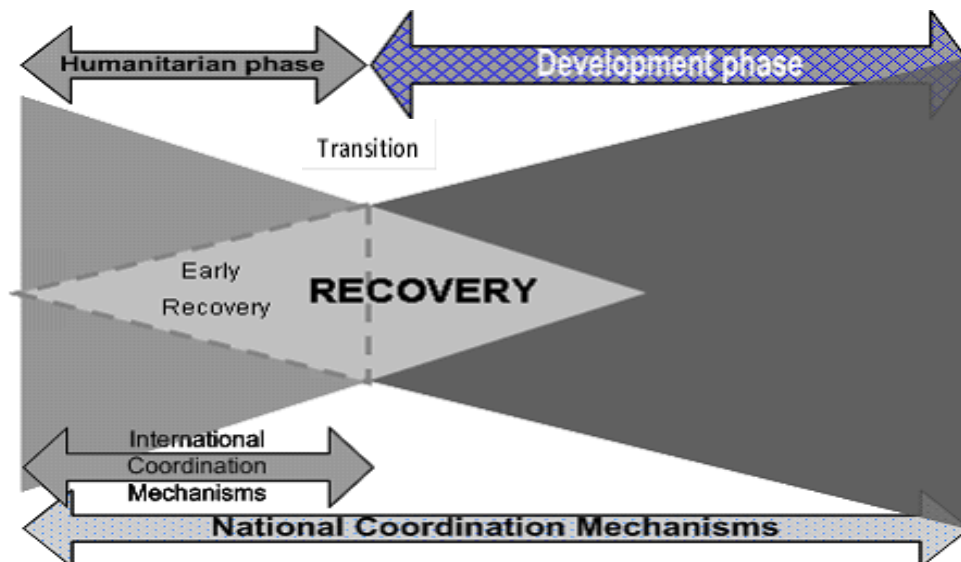 Humanitarian phase
Development phase
Transition
Early
Recovery
RECOVERY
International
Coordination
Mechanisms
National Coordination Mechanisms